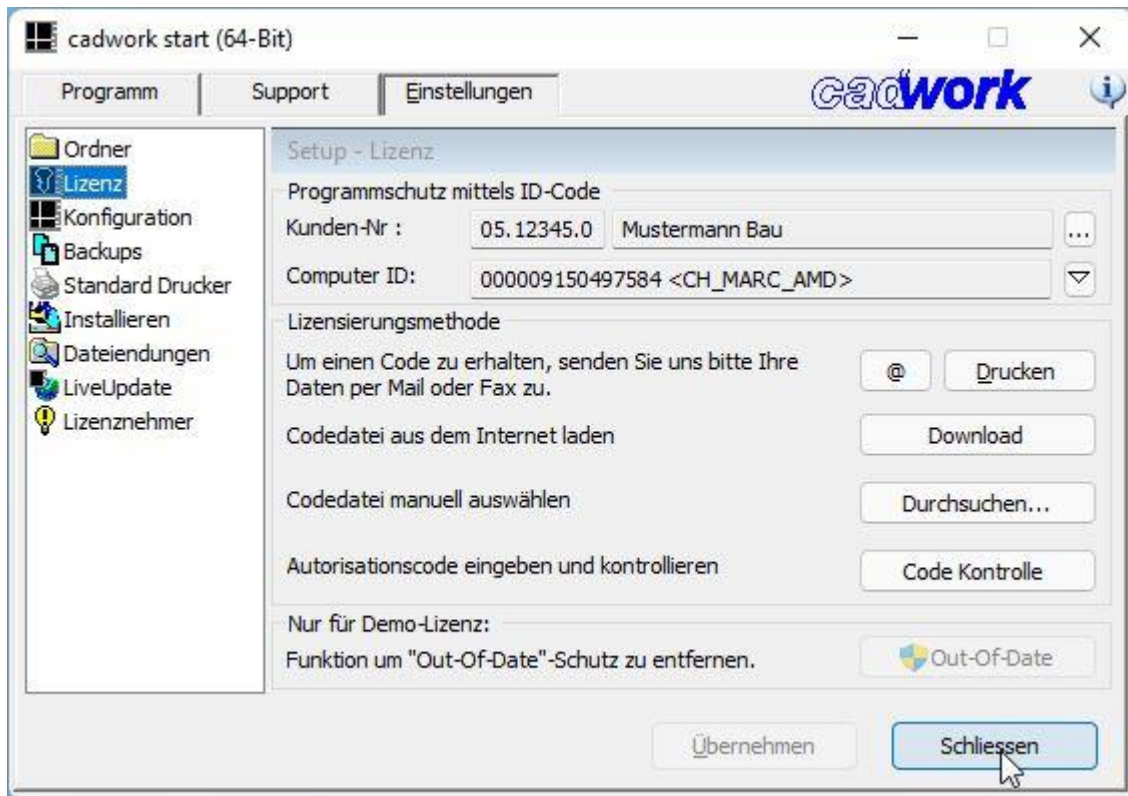 cadwork start (64-Bit)
Programm Support Einstellungen cadwork
Ordner
Lizenz
Konfiguration
Backups
Standard Drucker
Installieren
Dateiendungen
LiveUpdate
Lizenznehmer
Setup - Lizenz
Programmschutz mittels ID-Code
Kunden-Nr : 05.12345.0 Mustermann Bau ...
Computer ID: 000009150497584 <CH_MARC_AMD>
Lizensierungsmethode
Um einen Code zu erhalten, senden Sie uns bitte Ihre
Daten per Mail oder Fax zu.
@ Drucken
Codedatei aus dem Internet laden Download
Codedatei manuell auswählen Durchsuchen...
Autorisationscode eingeben und kontrollieren Code Kontrolle
Nur für Demo-Lizenz:
Funktion um "Out-Of-Date"-Schutz zu entfernen. Out-Of-Date
Übernehmen Schliessen